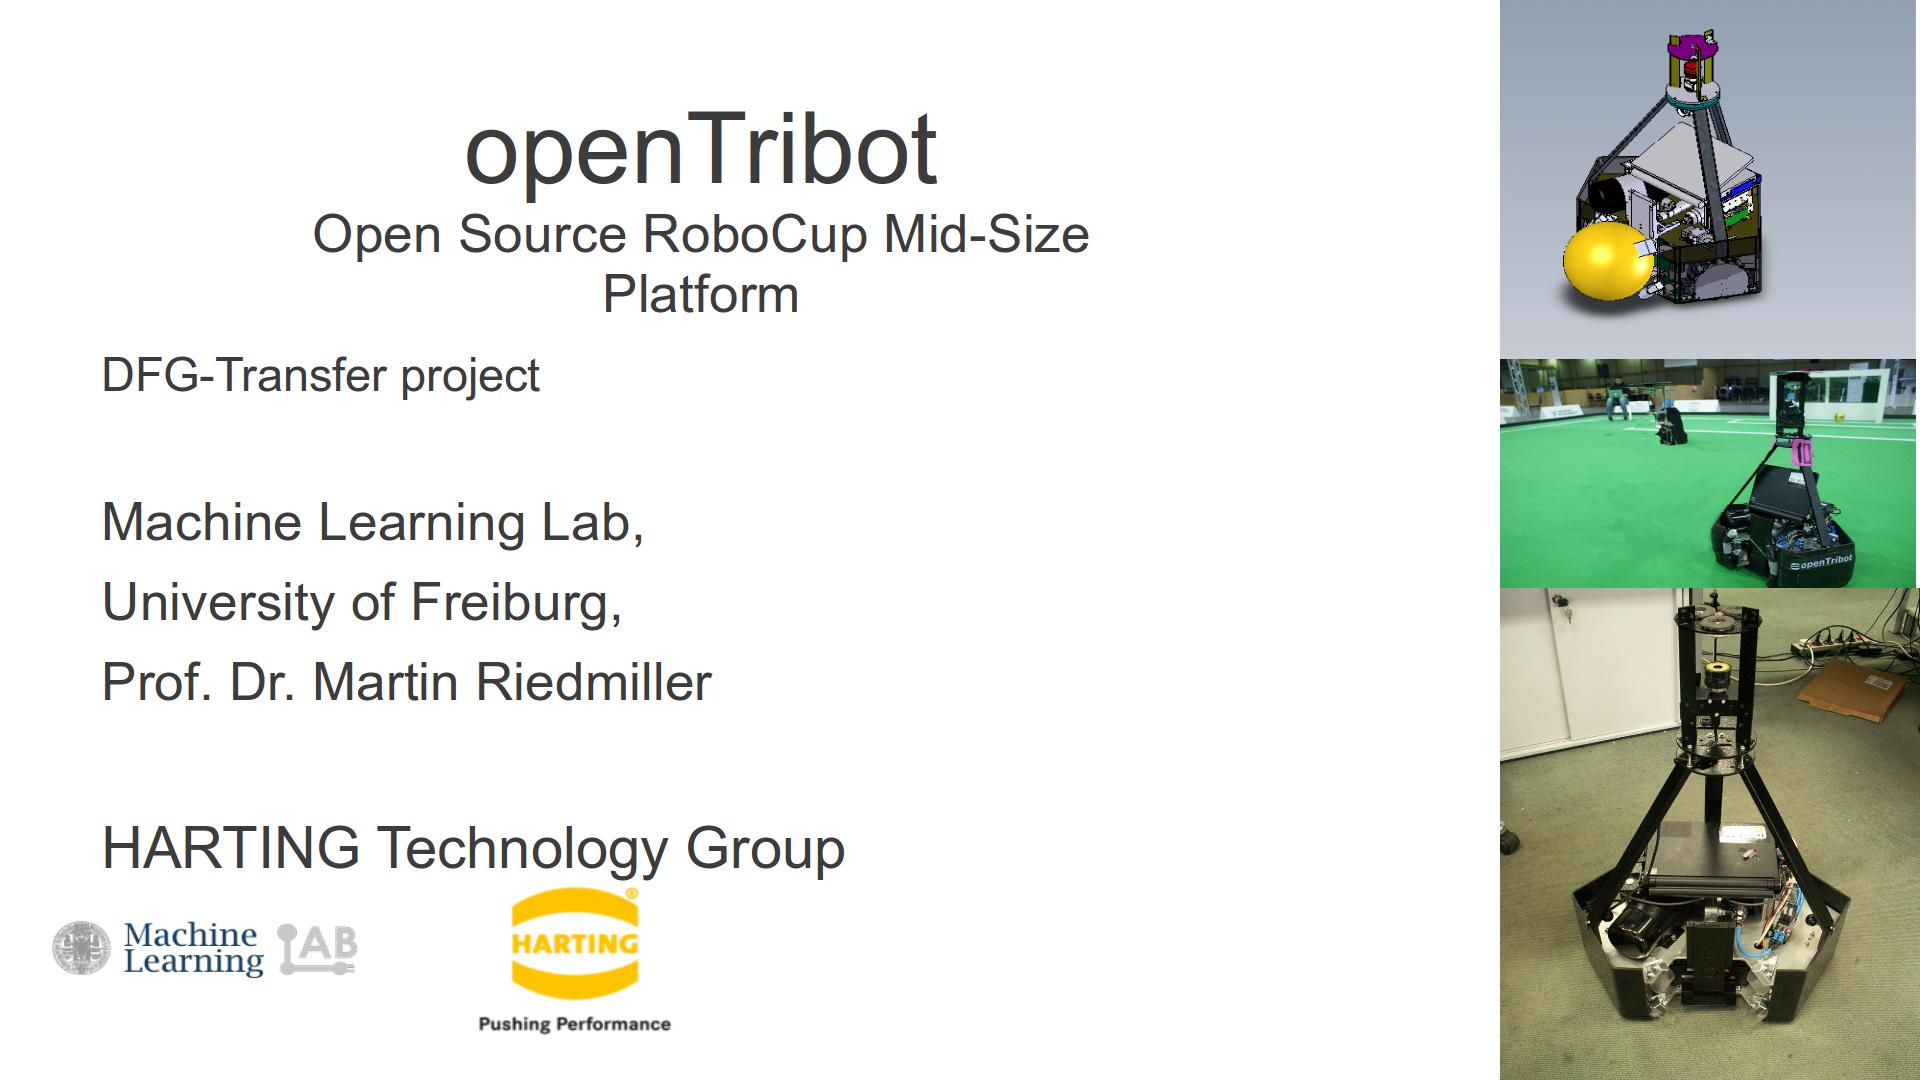 openTribot
Open Source RoboCup Mid-Size
Platform
DFG-Transfer project
Machine Learning Lab,
University of Freiburg,
Prof. Dr. Martin Riedmiller
HARTING Technology Group
Machine
Learning
LAB
HARTING
®
Pushing Performance
openTribot